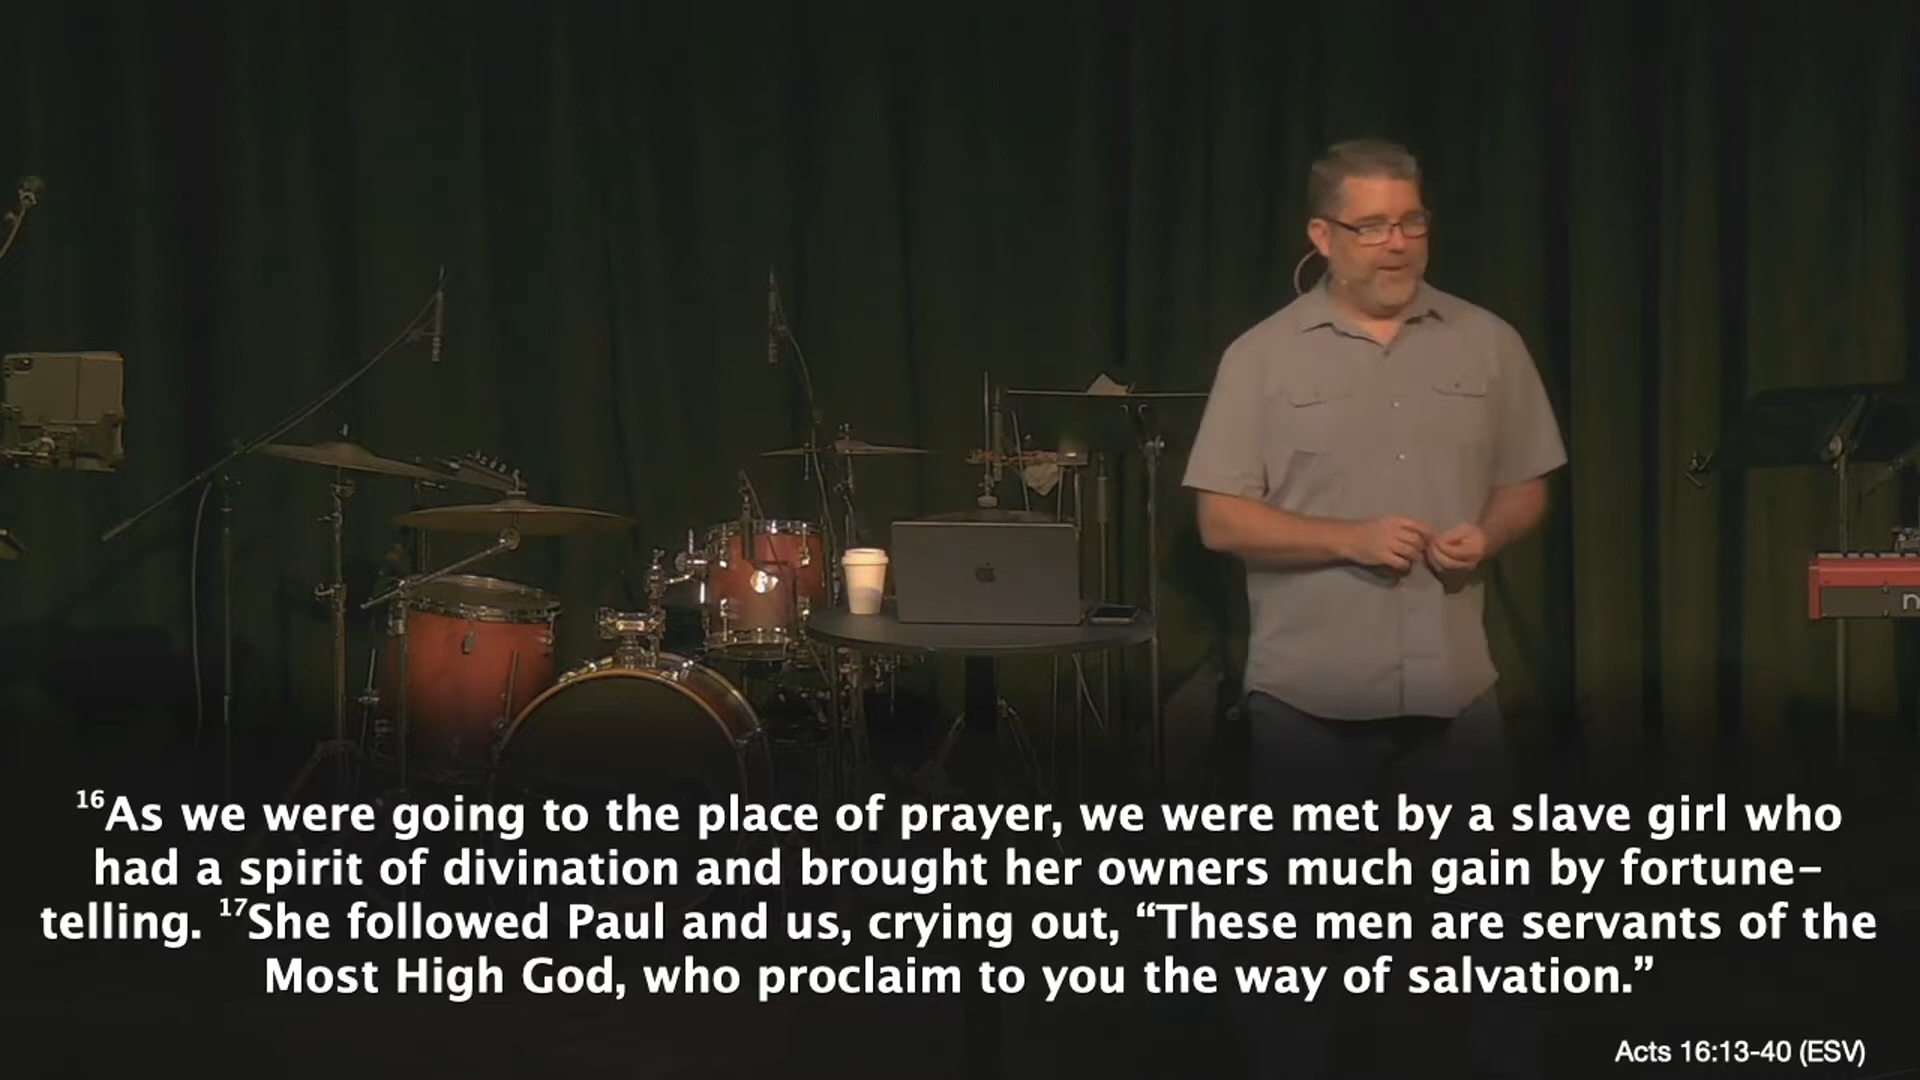 ¹⁶As we were going to the place of prayer, we were met by a slave girl who
had a spirit of divination and brought her owners much gain by fortune-
telling. ¹⁷She followed Paul and us, crying out, “These men are servants of the
Most High God, who proclaim to you the way of salvation.”
Acts 16:13-40 (ESV)
n